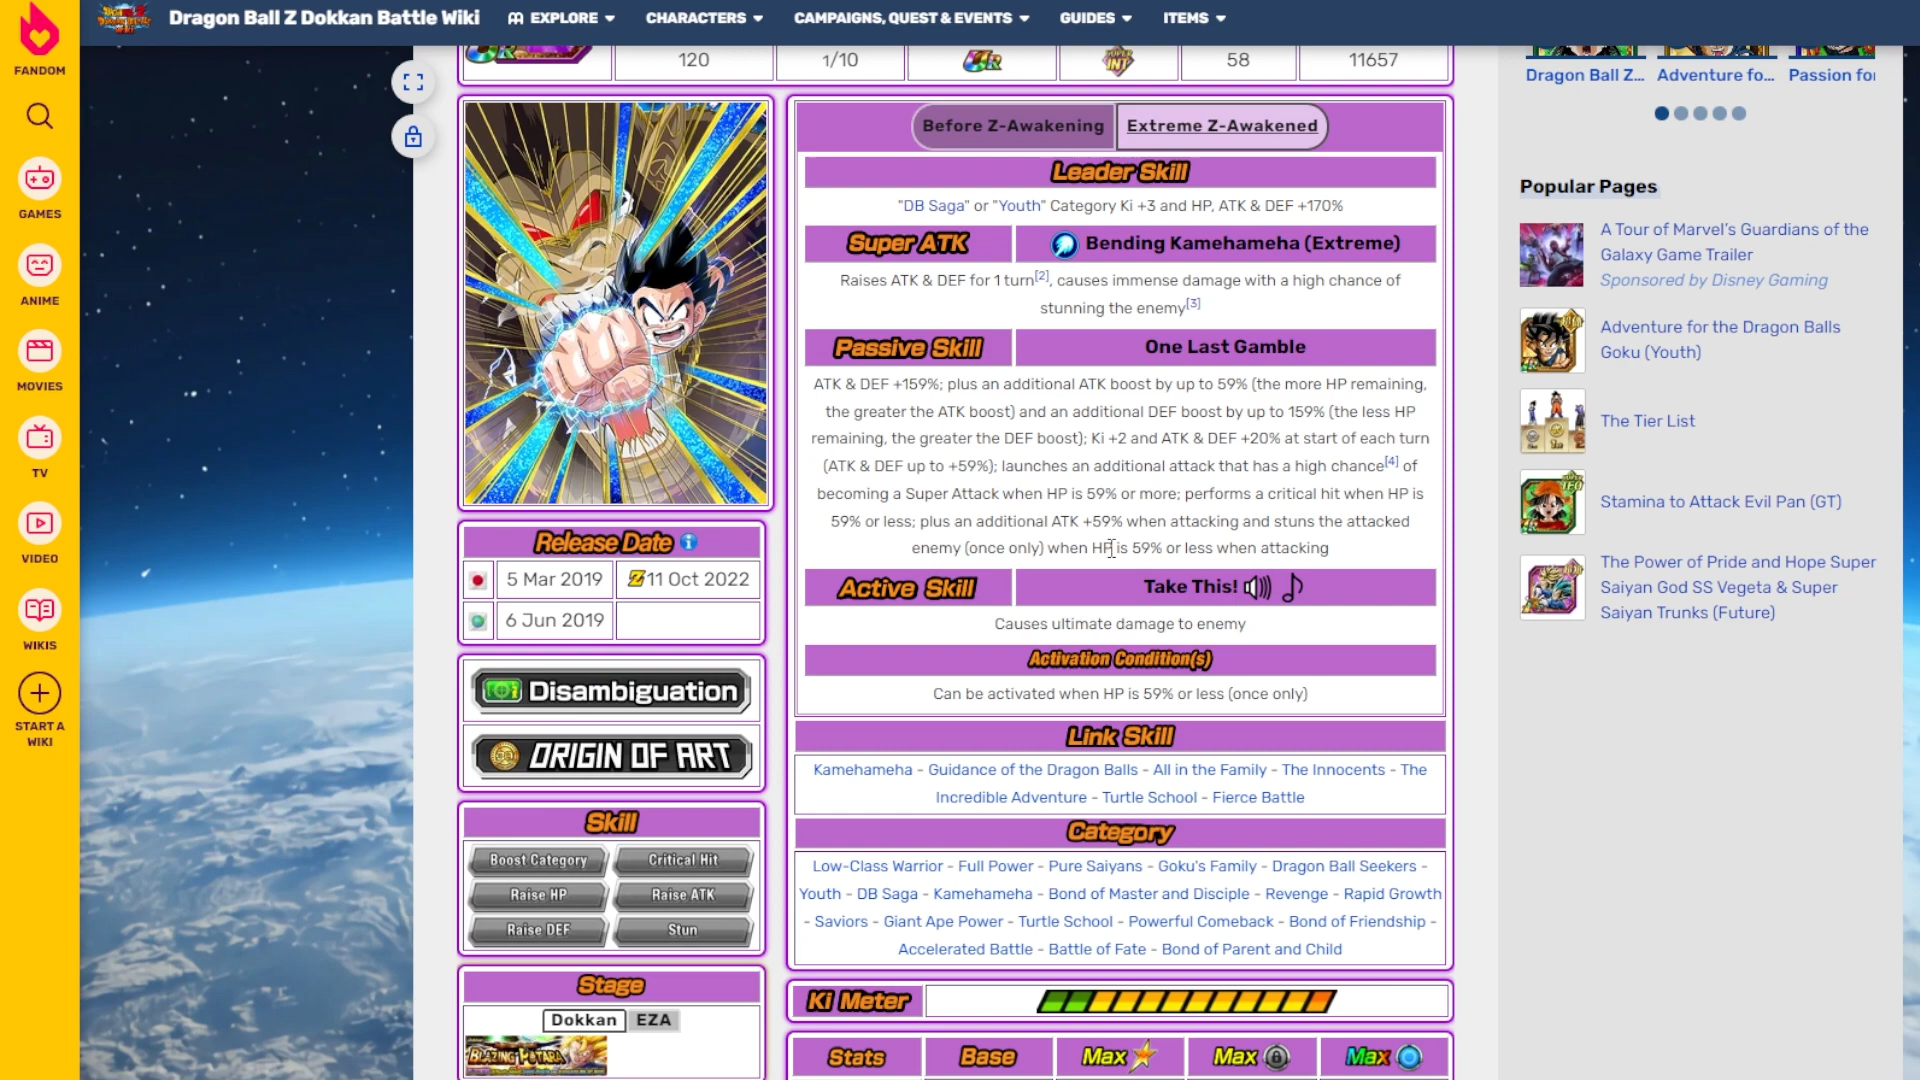 FANDOM
GAMES
ANIME
MOVIES
TV
VIDEO
WIKIS
START A
WIKI
Dragon Ball Z Dokkan Battle Wiki
EXPLORE
CHARACTERS
CAMPAIGNS, QUEST & EVENTS
GUIDES
ITEMS
120
1/10
UR
SUPER INT
58
11657
Before Z-Awakening
Extreme Z-Awakened
Leader Skill
"DB Saga" or "Youth" Category Ki +3 and HP, ATK & DEF +170%
Super ATK
Bending Kamehameha (Extreme)
Raises ATK & DEF for 1 turn[2], causes immense damage with a high chance of
stunning the enemy[3]
Passive Skill
One Last Gamble
ATK & DEF +159%; plus an additional ATK boost by up to 59% (the more HP remaining,
the greater the ATK boost) and an additional DEF boost by up to 159% (the less HP
remaining, the greater the DEF boost); Ki +2 and ATK & DEF +20% at start of each turn
(ATK & DEF up to +59%); launches an additional attack that has a high chance[4] of
becoming a Super Attack when HP is 59% or more; performs a critical hit when HP is
59% or less; plus an additional ATK +59% when attacking and stuns the attacked
enemy (once only) when HP is 59% or less when attacking
Active Skill
Take This!
Causes ultimate damage to enemy
Activation Condition(s)
Can be activated when HP is 59% or less (once only)
Link Skill
Kamehameha - Guidance of the Dragon Balls - All in the Family - The Innocents - The
Incredible Adventure - Turtle School - Fierce Battle
Category
Low-Class Warrior - Full Power - Pure Saiyans - Goku's Family - Dragon Ball Seekers -
Youth - DB Saga - Kamehameha - Bond of Master and Disciple - Revenge - Rapid Growth
- Saviors - Giant Ape Power - Turtle School - Powerful Comeback - Bond of Friendship -
Accelerated Battle - Battle of Fate - Bond of Parent and Child
Ki Meter
Stats
Base
Max
Max
Max
Release Date
5 Mar 2019
Z 11 Oct 2022
6 Jun 2019
Disambiguation
ORIGIN OF ART
Skill
Boost Category
Critical Hit
Raise HP
Raise ATK
Raise DEF
Stun
Stage
Dokkan
EZA
BLAZING POTARA
Dragon Ball Z...
Adventure fo...
Passion for
Popular Pages
A Tour of Marvel's Guardians of the
Galaxy Game Trailer
Sponsored by Disney Gaming
Adventure for the Dragon Balls
Goku (Youth)
The Tier List
Stamina to Attack Evil Pan (GT)
The Power of Pride and Hope Super
Saiyan God SS Vegeta & Super
Saiyan Trunks (Future)